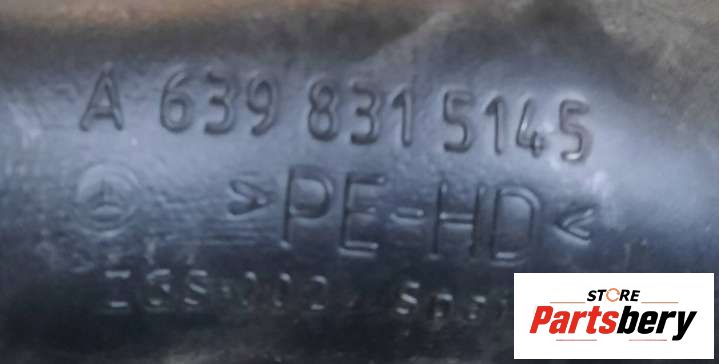 A 639 831 5145
>PE-HD<
STORE
Partsbery